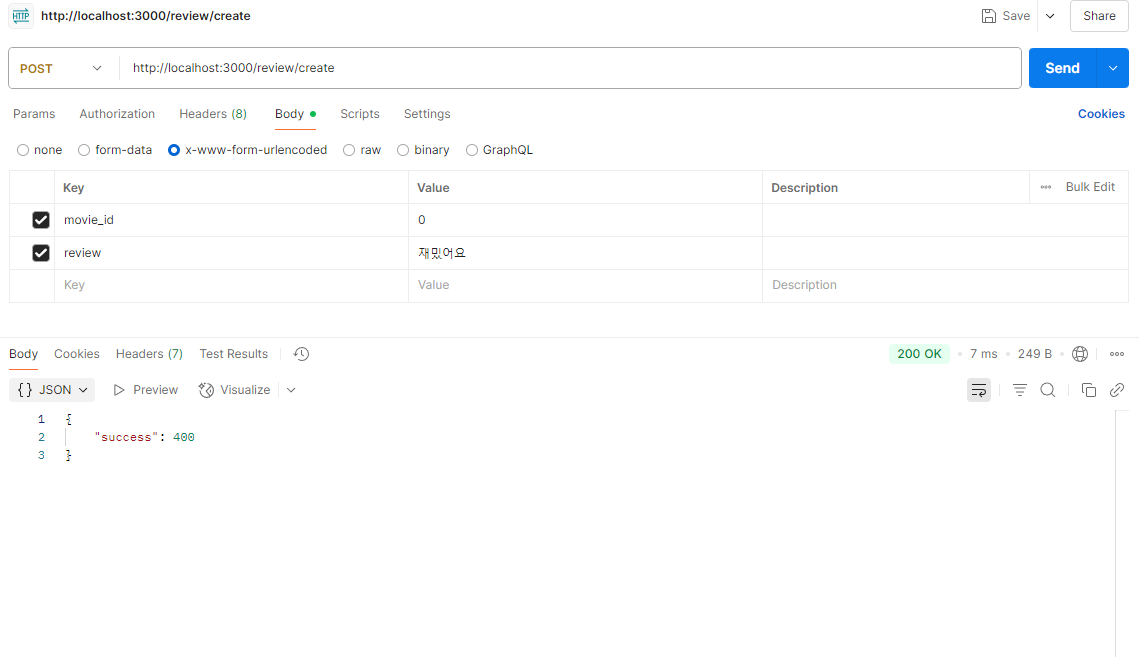 HTTP http://localhost:3000/review/create Save Share
POST http://localhost:3000/review/create Send
Params Authorization Headers (8) Body Scripts Settings Cookies
none form-data x-www-form-urlencoded raw binary GraphQL
Key Value Description Bulk Edit
movie_id 0
review 재밌어요
Key Value Description
Body Cookies Headers (7) Test Results 200 OK 7 ms 249 B
{} JSON Preview Visualize
1 {
2 "success": 400
3 }